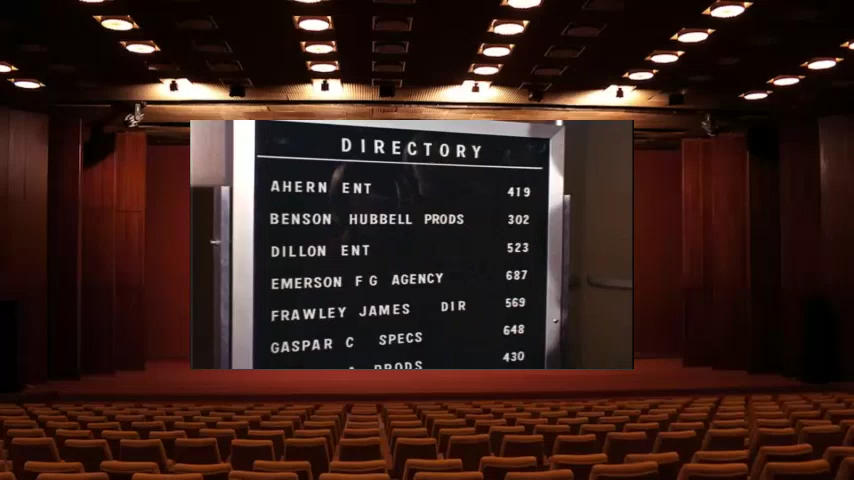 DIRECTORY
AHERN ENT 419
BENSON HUBBELL PRODS 302
DILLON ENT 523
EMERSON F G AGENCY 687
FRAWLEY JAMES DIR 569
GASPAR C SPECS 648
PRODS 430